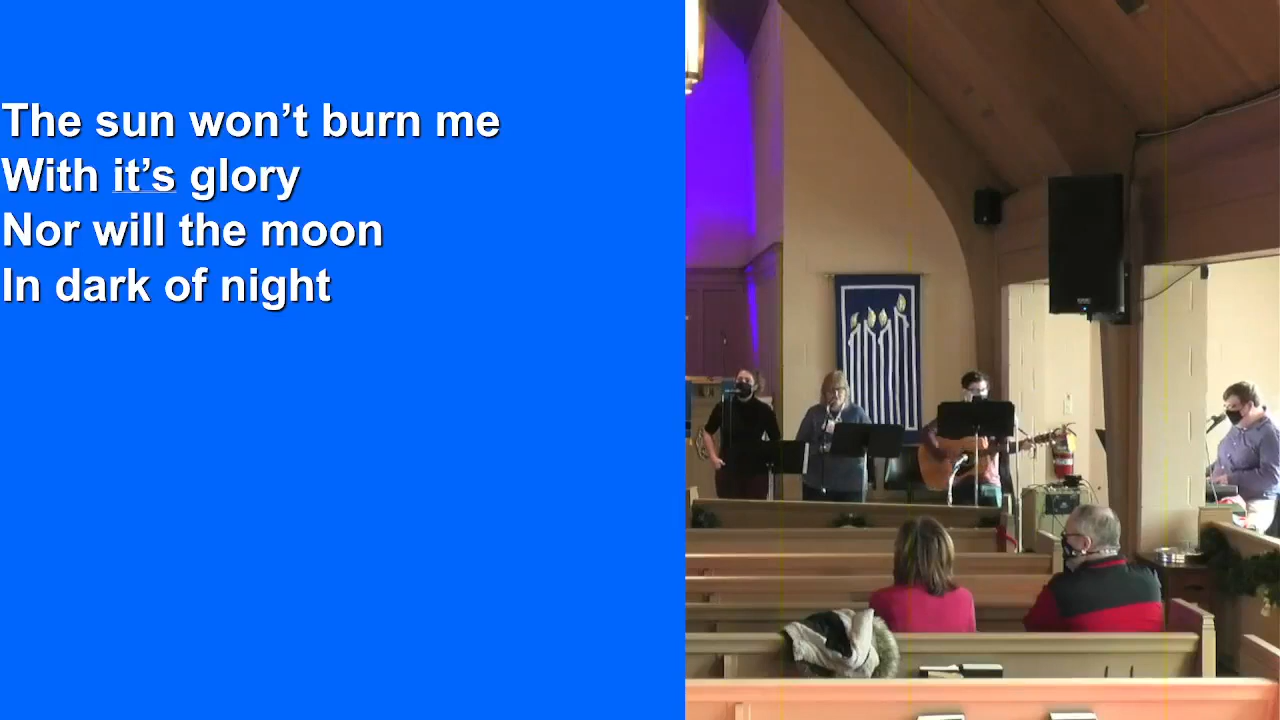 The sun won’t burn me
With it’s glory
Nor will the moon
In dark of night